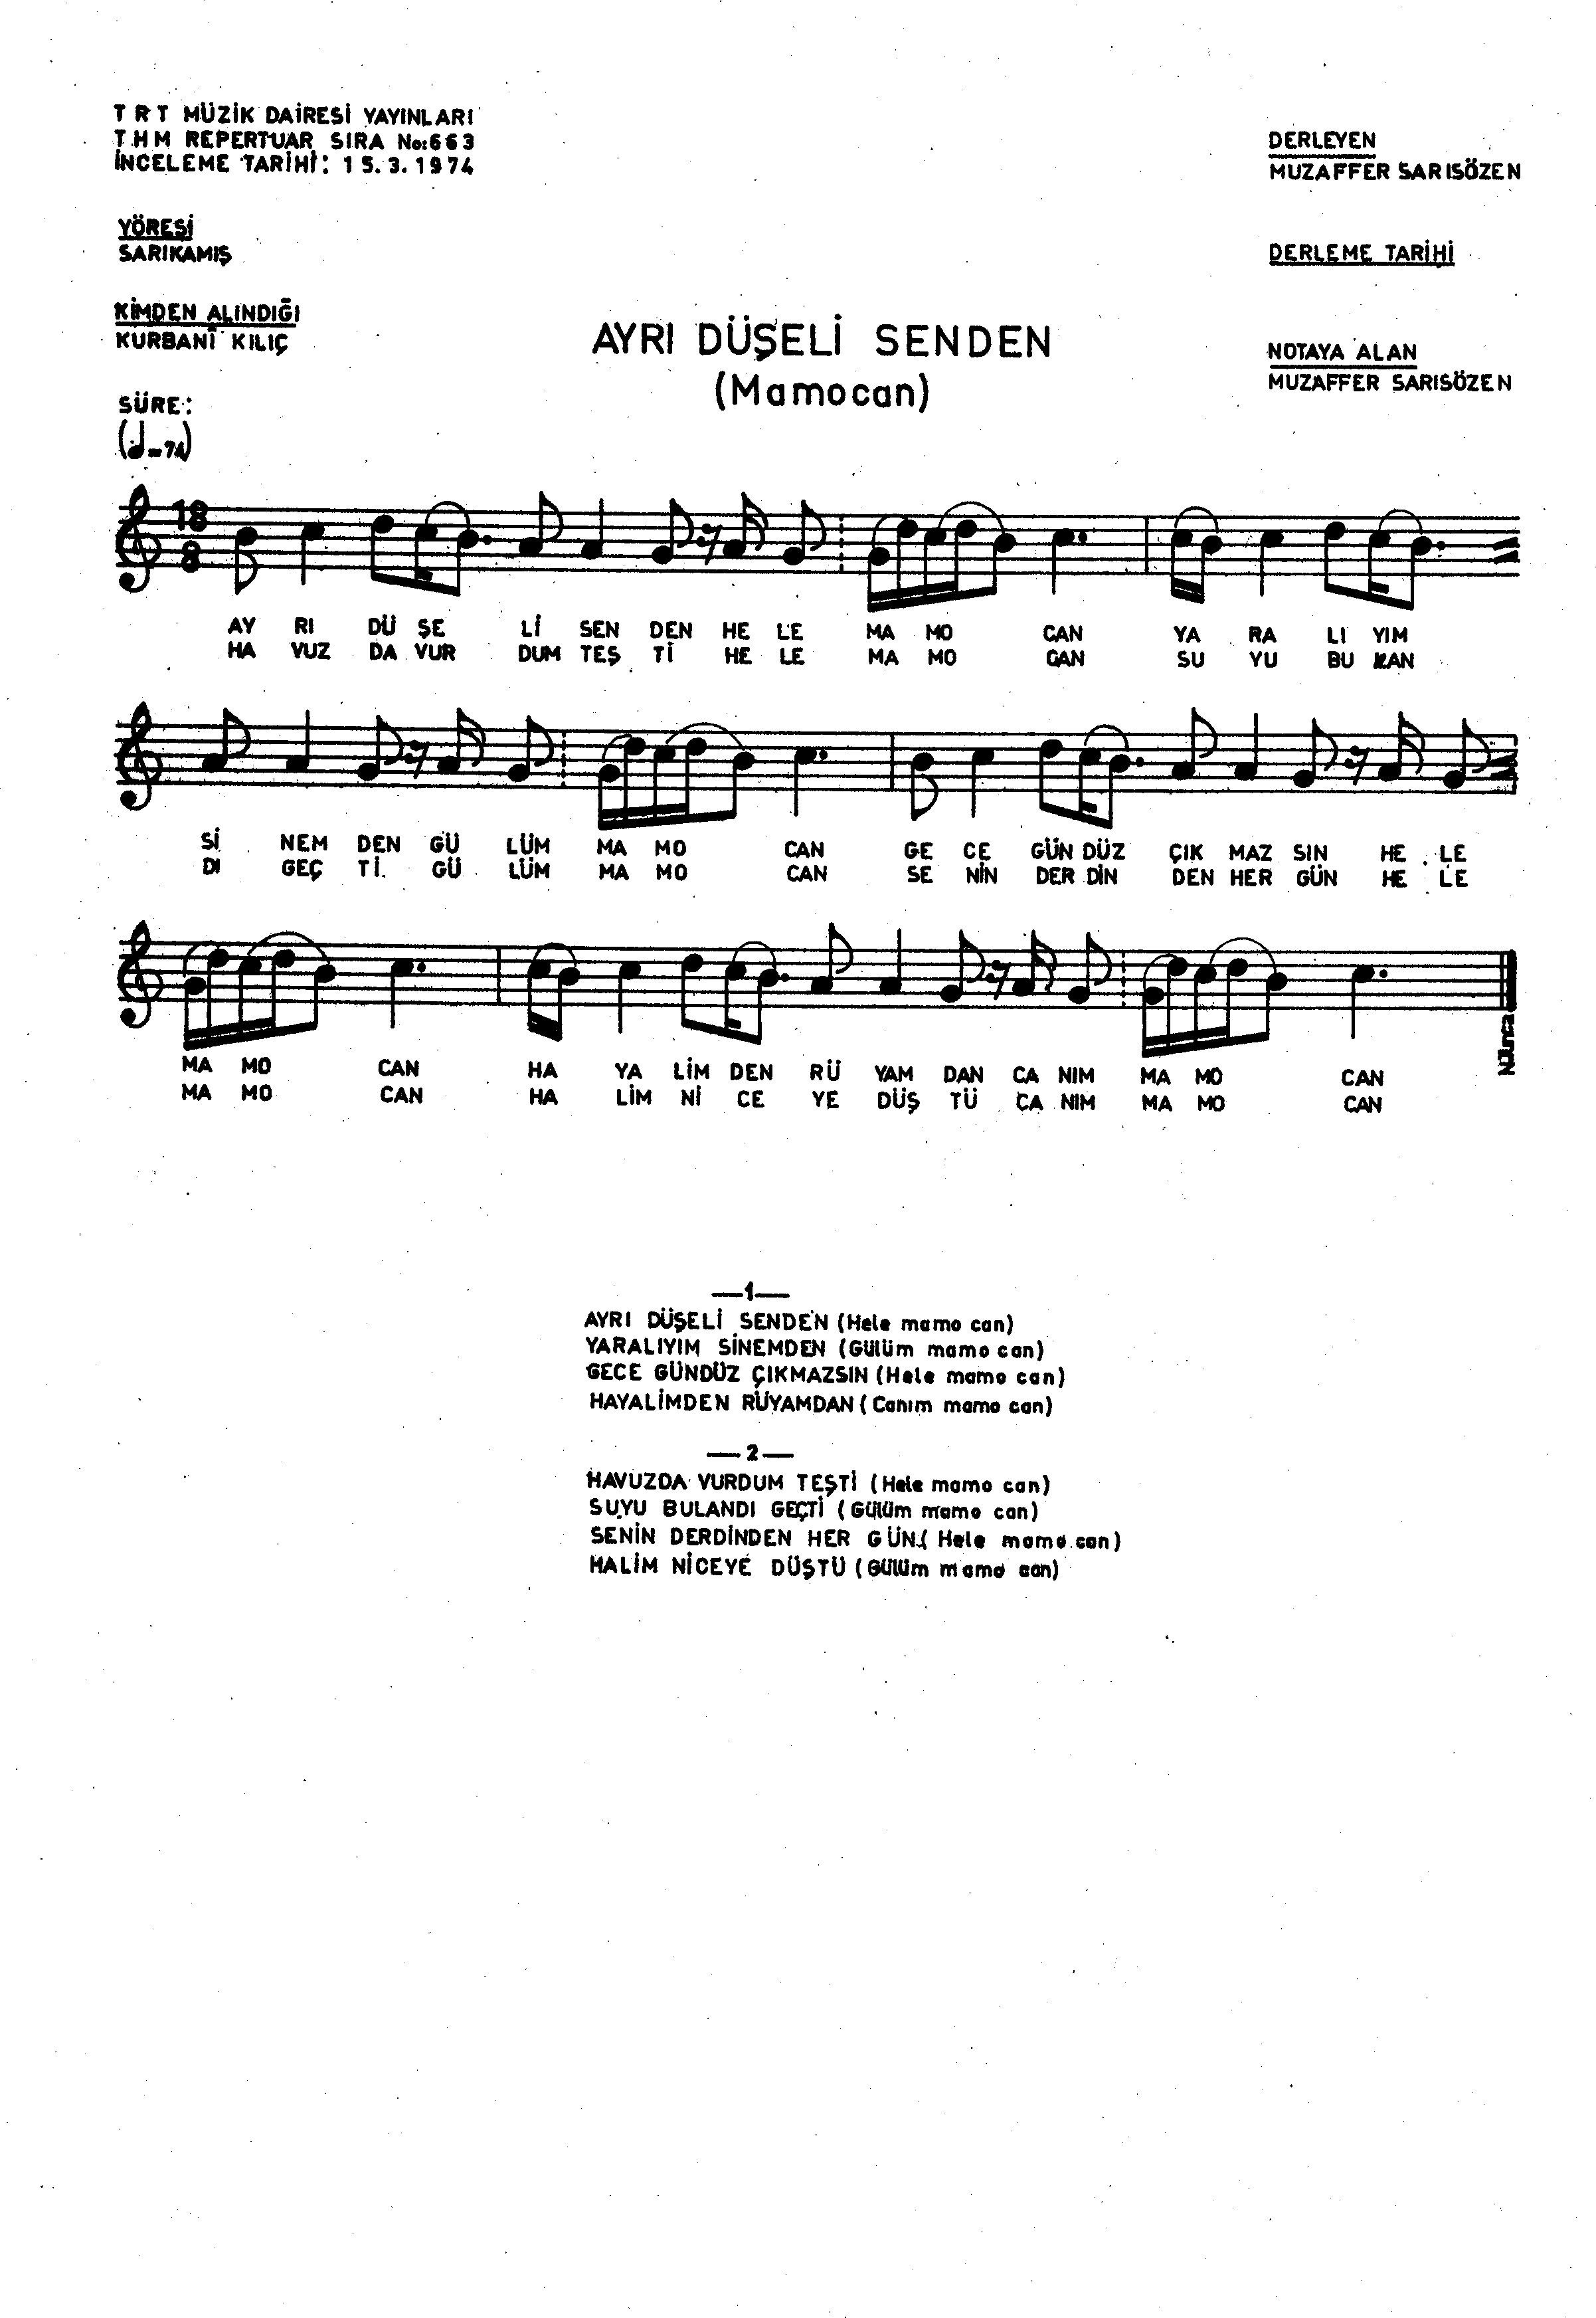 TRT MÜZİK DAİRESİ YAYINLARI
THM REPERTUAR SIRA No:663
İNCELEME TARİHİ: 15.3.1974
DERLEYEN
MUZAFFER SARISÖZEN
YÖRESİ
SARIKAMIŞ
DERLEME TARİHİ
KİMDEN ALINDIĞI
KURBANİ KILIÇ
AYRI DÜŞELİ SENDEN
(Mamocan)
NOTAYA ALAN
MUZAFFER SARISÖZEN
SÜRE:
(♩.=74)
18
8
AY RI DÜ ŞE Lİ SEN DEN HE LE MA MO CAN YA RA LI YIM
HA VUZ DA VUR DUM TEŞ Tİ HE LE MA MO CAN SU YU BU LAN
Sİ NEM DEN GÜ LÜM MA MO CAN GE CE GÜN DÜZ ÇIK MAZ SIN HE LE
DI GEÇ Tİ. GÜ LÜM MA MO CAN SE NİN DER DİN DEN HER GÜN HE LE
MA MO CAN HA YA LİM DEN RÜ YAM DAN CA NIM MA MO CAN
MA MO CAN HA LİM Nİ CE YE DÜŞ TÜ CA NIM MA MO CAN
—1—
AYRI DÜŞELİ SENDEN (Hele mamo can)
YARALIYIM SİNEMDEN (Gülüm mamo can)
GECE GÜNDÜZ ÇIKMAZSIN (Hele mamo can)
HAYALİMDEN RÜYAMDAN (Canım mamo can)
—2—
HAVUZDA VURDUM TEŞTİ (Hele mamo can)
SUYU BULANDI GEÇTİ (Gülüm mamo can)
SENİN DERDİNDEN HER GÜN (Hele mamo can)
HALİM NİCEYE DÜŞTÜ (Gülüm mamo can)